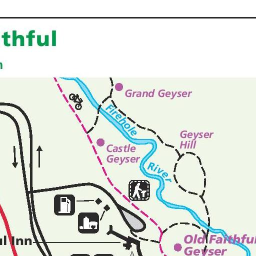 thful
n
Grand Geyser
Firehole
River
Castle
Geyser
Geyser
Hill
Old Faithful
Geyser
ul Inn